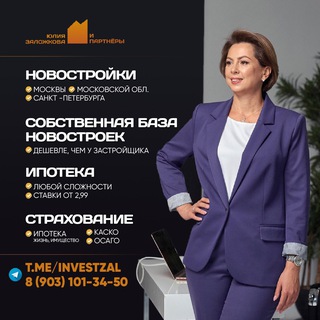 ЮЛИЯ ЗАЛОЖКОВА И ПАРТНЁРЫ
НОВОСТРОЙКИ
МОСКВЫ МОСКОВСКОЙ ОБЛ.
САНКТ -ПЕТЕРБУРГА
СОБСТВЕННАЯ БАЗА
НОВОСТРОЕК
ДЕШЕВЛЕ, ЧЕМ У ЗАСТРОЙЩИКА
ИПОТЕКА
ЛЮБОЙ СЛОЖНОСТИ
СТАВКИ ОТ 2,99
СТРАХОВАНИЕ
ИПОТЕКА КАСКО
ЖИЗНЬ, ИМУЩЕСТВО ОСАГО
T.ME/INVESTZAL
8 (903) 101-34-50